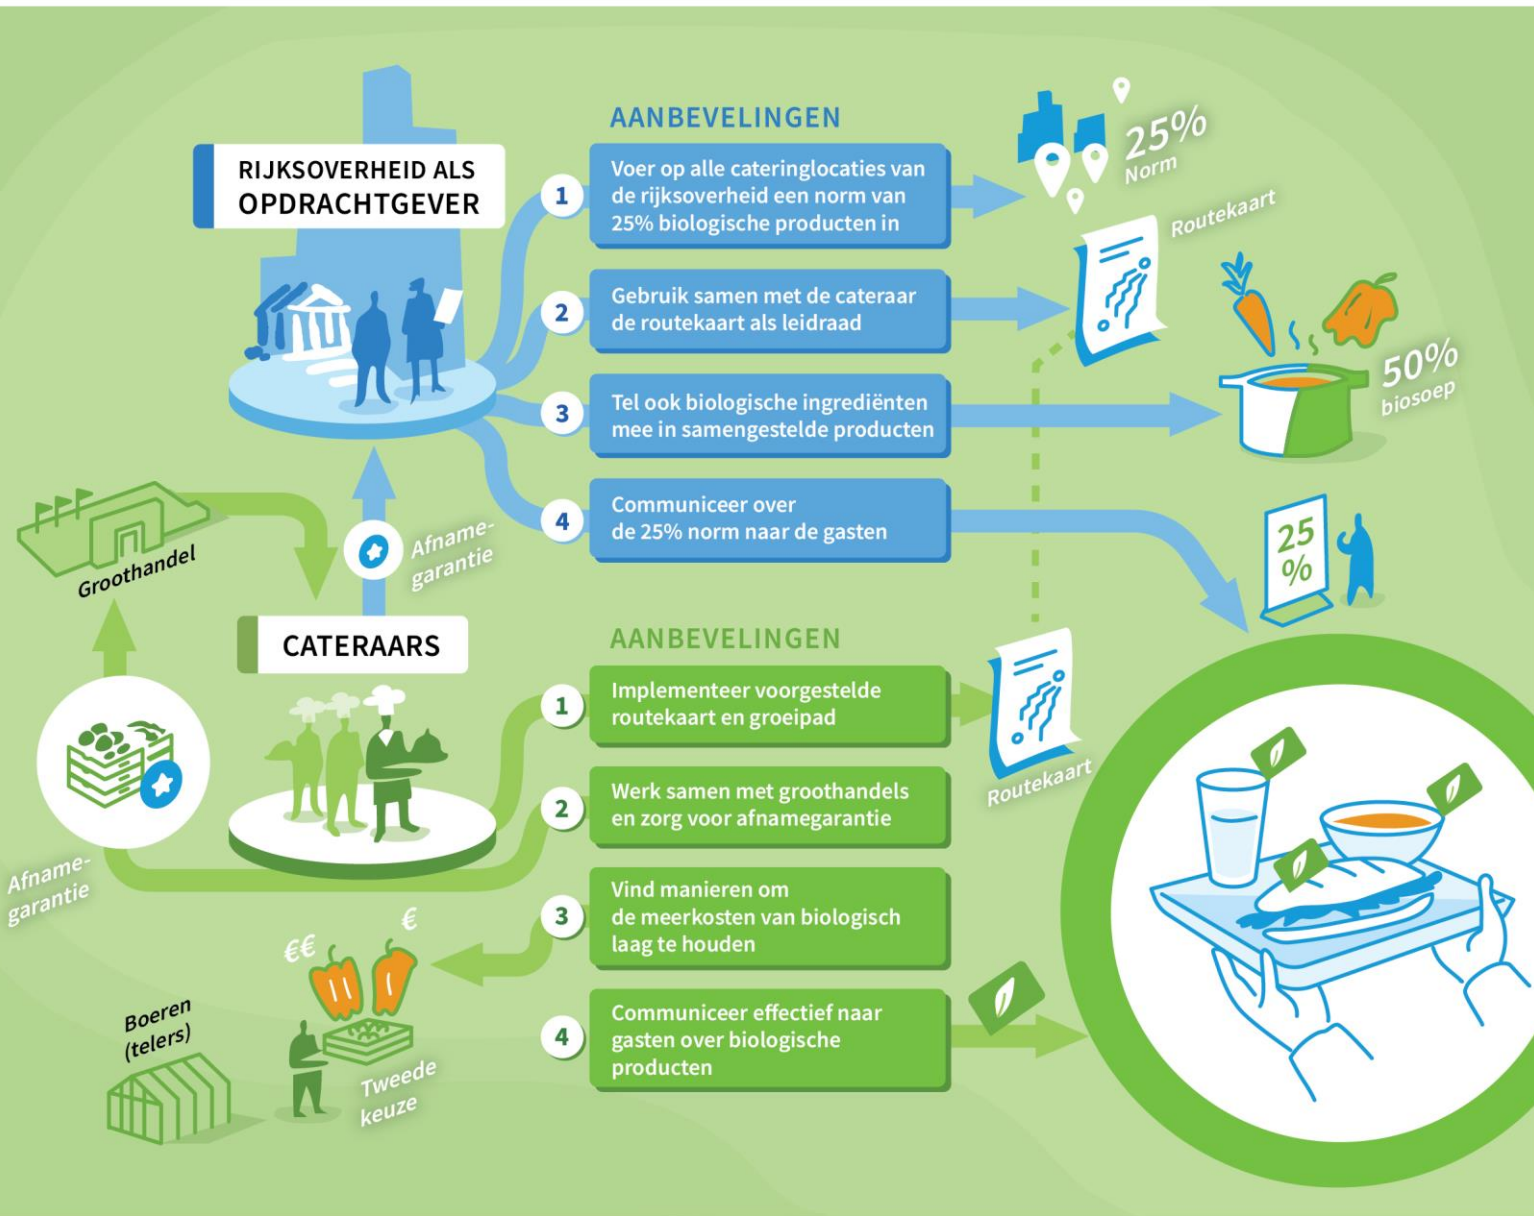 RIJKSOVERHEID ALS
OPDRACHTGEVER
AANBEVELINGEN
1
Voer op alle cateringlocaties van
de rijksoverheid een norm van
25% biologische producten in
25%
Norm
2
Gebruik samen met de cateraar
de routekaart als leidraad
Routekaart
3
Tel ook biologische ingrediënten
mee in samengestelde producten
50%
biosoep
4
Communiceer over
de 25% norm naar de gasten
25
%
Groothandel
Afname-
garantie
CATERAARS
AANBEVELINGEN
1
Implementeer voorgestelde
routekaart en groeipad
Routekaart
2
Werk samen met groothandels
en zorg voor afnamegarantie
Afname-
garantie
3
Vind manieren om
de meerkosten van biologisch
laag te houden
€€
€
Boeren
(telers)
Tweede
keuze
4
Communiceer effectief naar
gasten over biologische
producten